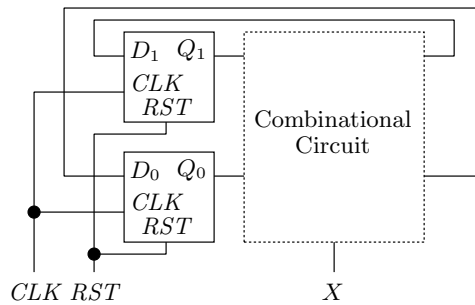 D₁ Q₁
CLK
RST
Combinational
Circuit
D₀ Q₀
CLK
RST
CLK RST X